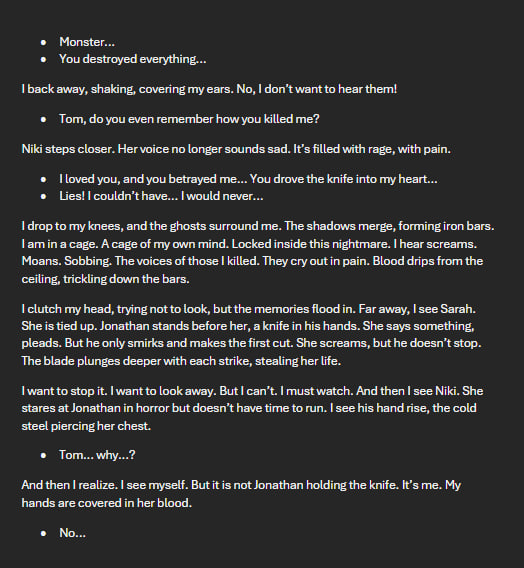 • Monster...
• You destroyed everything...
I back away, shaking, covering my ears. No, I don’t want to hear them!
• Tom, do you even remember how you killed me?
Niki steps closer. Her voice no longer sounds sad. It’s filled with rage, with pain.
• I loved you, and you betrayed me... You drove the knife into my heart...
• Lies! I couldn’t have... I would never...
I drop to my knees, and the ghosts surround me. The shadows merge, forming iron bars.
I am in a cage. A cage of my own mind. Locked inside this nightmare. I hear screams.
Moans. Sobbing. The voices of those I killed. They cry out in pain. Blood drips from the
ceiling, trickling down the bars.
I clutch my head, trying not to look, but the memories flood in. Far away, I see Sarah.
She is tied up. Jonathan stands before her, a knife in his hands. She says something,
pleads. But he only smirks and makes the first cut. She screams, but he doesn’t stop.
The blade plunges deeper with each strike, stealing her life.
I want to stop it. I want to look away. But I can’t. I must watch. And then I see Niki. She
stares at Jonathan in horror but doesn’t have time to run. I see his hand rise, the cold
steel piercing her chest.
• Tom... why...?
And then I realize. I see myself. But it is not Jonathan holding the knife. It’s me. My
hands are covered in her blood.
• No...